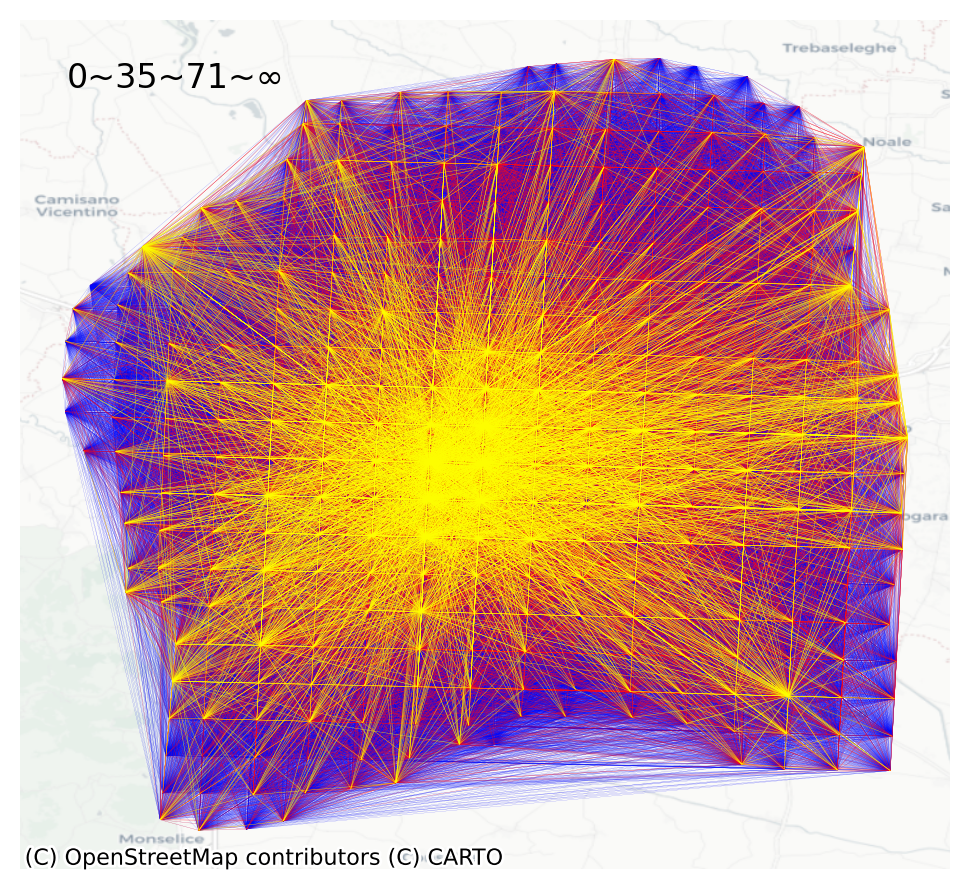 Trebaseleghe
0~35~71~∞
Noale
Camisano
Vicentino
Monselice
(C) OpenStreetMap contributors (C) CARTO